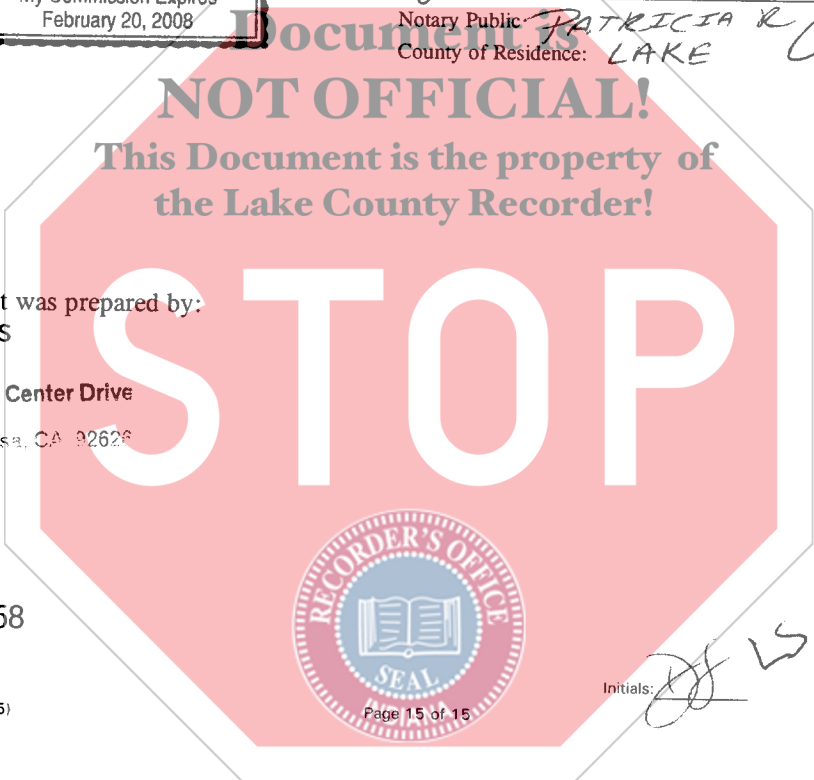 My Commission Expires
February 20, 2008
Notary Public PATRICIA R
County of Residence: LAKE
Document is
NOT OFFICIAL!
This Document is the property of
the Lake County Recorder!
t was prepared by:
S
STOP
Center Drive
sa, CA 92626
RECORDER'S OFFICE
SEAL
INDIANA
58
Initials:
5)
Page 15 of 15